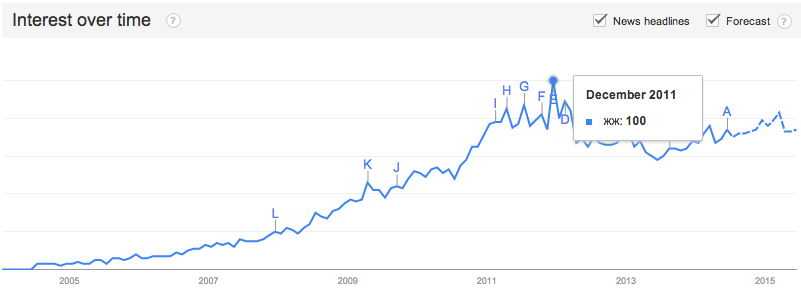 Interest over time ?
News headlines
Forecast ?
I
H
G
F
E
D
December 2011
жж: 100
A
K
J
L
2005
2007
2009
2011
2013
2015